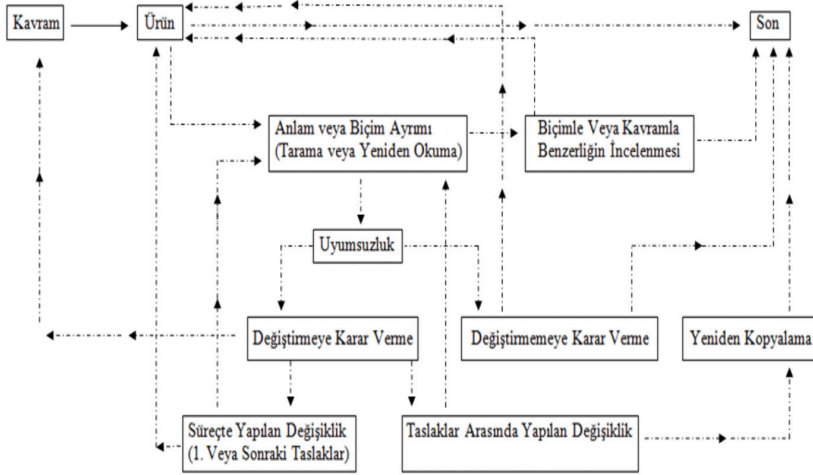 Kavram
Ürün
Son
Anlam veya Biçim Ayrımı
(Tarama veya Yeniden Okuma)
Biçimle Veya Kavramla
Benzerliğin İncelenmesi
Uyumsuzluk
Değiştirmeye Karar Verme
Değiştirmemeye Karar Verme
Yeniden Kopyalama
Süreçte Yapılan Değişiklik
(1. Veya Sonraki Taslaklar)
Taslaklar Arasında Yapılan Değişiklik